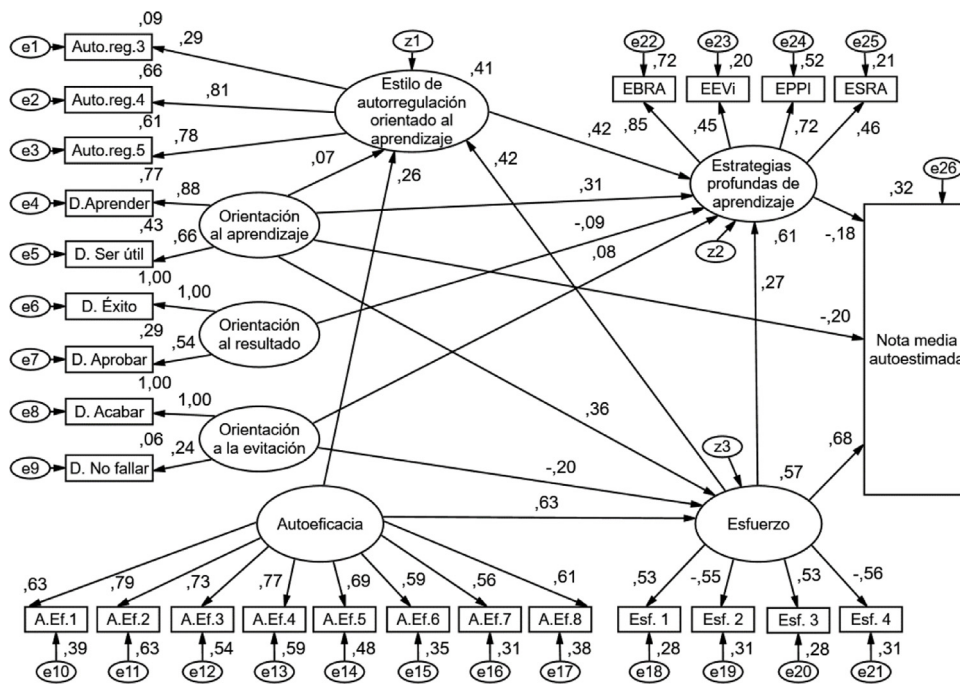 ,09
e1
Auto.reg.3
,29
,66
e2
Auto.reg.4
,81
,61
e3
Auto.reg.5
,78
,77
e4
D.Aprender
,88
,43
e5
D. Ser útil
,66
1,00
e6
D. Éxito
1,00
,29
e7
D. Aprobar
,54
1,00
e8
D. Acabar
1,00
,06
e9
D. No fallar
,24
z1
,41
Estilo de
autorregulación
orientado al
aprendizaje
,07
,26
,42
,42
Orientación
al aprendizaje
,31
-,09
,08
-,20
,36
Orientación
al resultado
Orientación
a la evitación
-,20
Autoeficacia
,63
e22
e23
e24
e25
,72
,20
,52
,21
EBRA
EEVi
EPPI
ESRA
,85
,45
,72
,46
Estrategias
profundas de
aprendizaje
z2
,61
,27
-,18
e26
,32
Nota media
autoestimada
z3
,57
,68
Esfuerzo
,63
,79
,73
,77
,69
,59
,56
,61
A.Ef.1
A.Ef.2
A.Ef.3
A.Ef.4
A.Ef.5
A.Ef.6
A.Ef.7
A.Ef.8
,39
,63
,54
,59
,48
,35
,31
,38
e10
e11
e12
e13
e14
e15
e16
e17
,53
-,55
,53
-,56
Esf. 1
Esf. 2
Esf. 3
Esf. 4
,28
,31
,28
,31
e18
e19
e20
e21